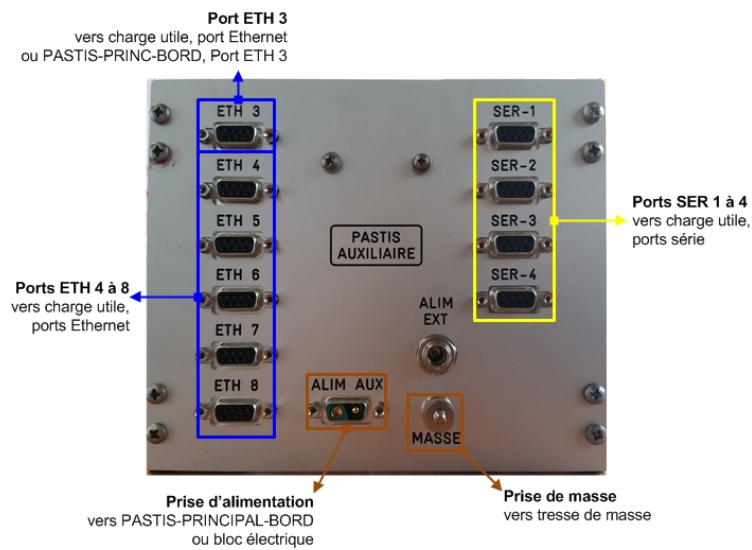 Port ETH 3
vers charge utile, port Ethernet
ou PASTIS-PRINC-BORD, Port ETH 3
ETH 3
ETH 4
ETH 5
ETH 6
ETH 7
ETH 8
Ports ETH 4 à 8
vers charge utile,
ports Ethernet
PASTIS
AUXILIAIRE
SER-1
SER-2
SER-3
SER-4
Ports SER 1 à 4
vers charge utile,
ports série
ALIM
EXT
ALIM AUX
MASSE
Prise d'alimentation
vers PASTIS-PRINCIPAL-BORD
ou bloc électrique
Prise de masse
vers tresse de masse